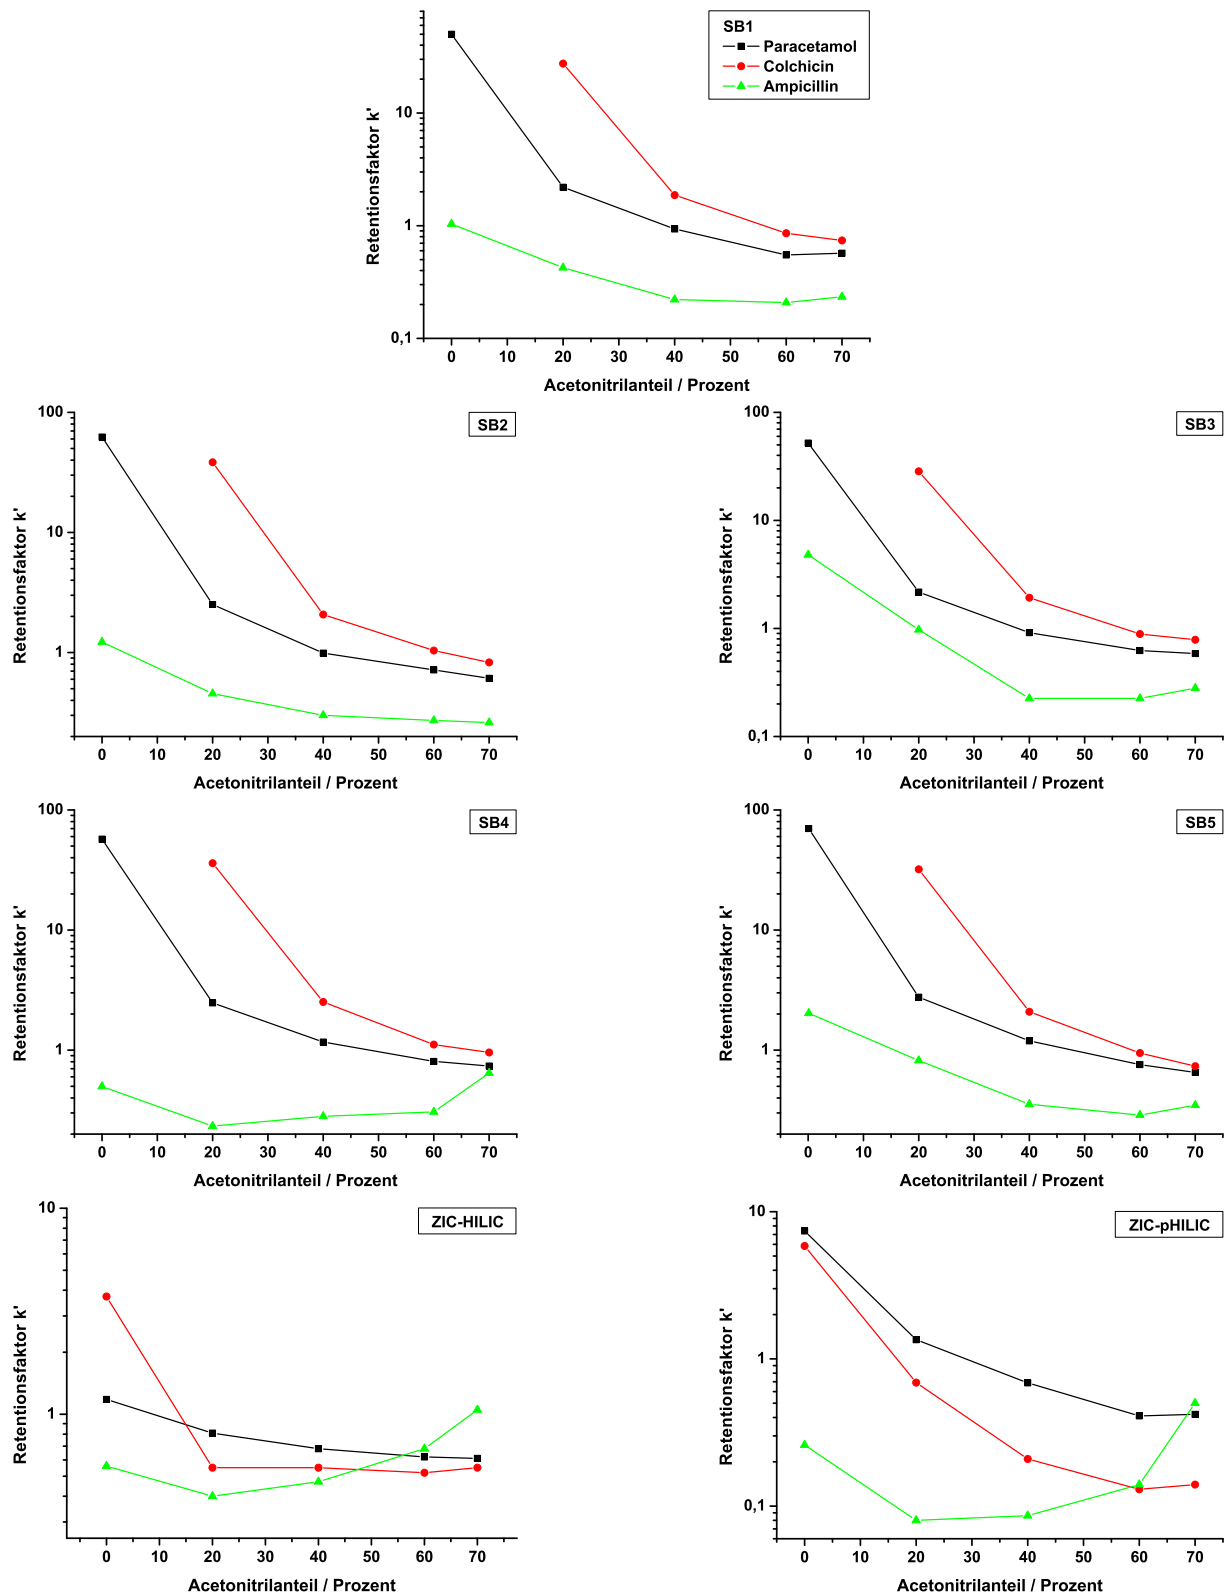 SB1
Paracetamol
Colchicin
Ampicillin
Retentionsfaktor k'
10
1
0,1
0 10 20 30 40 50 60 70
Acetonitrilanteil / Prozent
SB2
Retentionsfaktor k'
100
10
1
0 10 20 30 40 50 60 70
Acetonitrilanteil / Prozent
SB3
Retentionsfaktor k'
100
10
1
0,1
0 10 20 30 40 50 60 70
Acetonitrilanteil / Prozent
SB4
Retentionsfaktor k'
100
10
1
0 10 20 30 40 50 60 70
Acetonitrilanteil / Prozent
SB5
Retentionsfaktor k'
100
10
1
0 10 20 30 40 50 60 70
Acetonitrilanteil / Prozent
ZIC-HILIC
Retentionsfaktor k'
10
1
0 10 20 30 40 50 60 70
Acetonitrilanteil / Prozent
ZIC-pHILIC
Retentionsfaktor k'
10
1
0,1
0 10 20 30 40 50 60 70
Acetonitrilanteil / Prozent